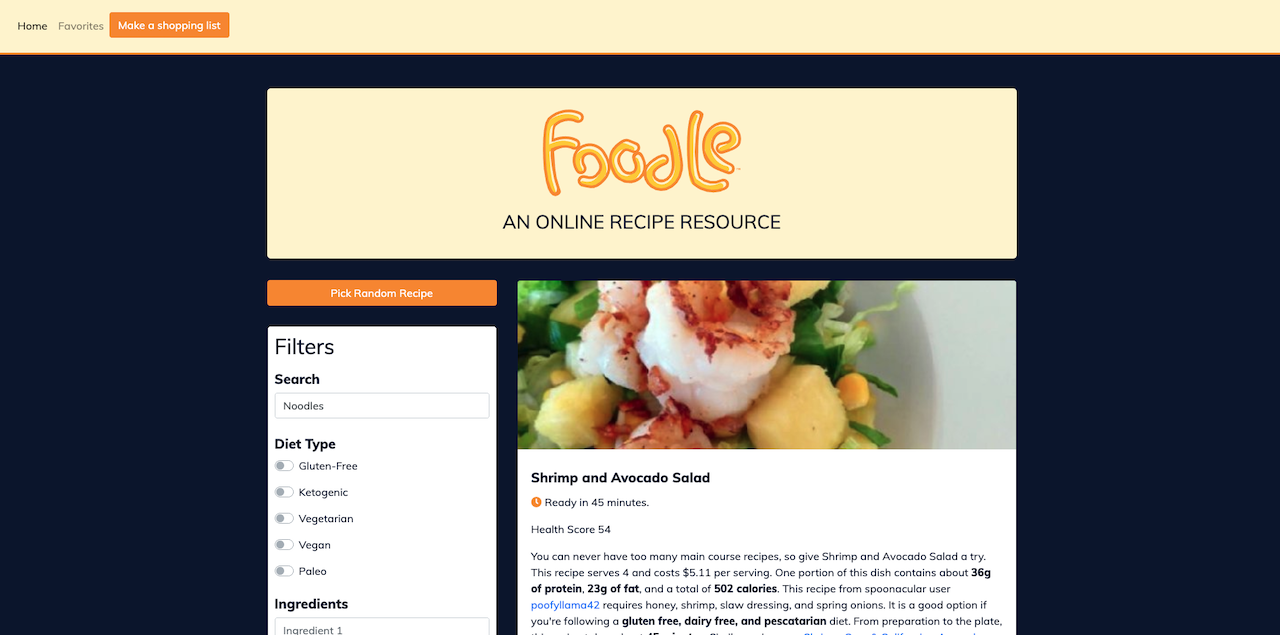 Home Favorites Make a shopping list
Foodle
AN ONLINE RECIPE RESOURCE
Pick Random Recipe
Filters
Search
Noodles
Diet Type
Gluten-Free
Ketogenic
Vegetarian
Vegan
Paleo
Ingredients
Ingredient 1
Shrimp and Avocado Salad
Ready in 45 minutes.
Health Score 54
You can never have too many main course recipes, so give Shrimp and Avocado Salad a try.
This recipe serves 4 and costs $5.11 per serving. One portion of this dish contains about 36g
of protein, 23g of fat, and a total of 502 calories. This recipe from spoonacular user
poofyllama42 requires honey, shrimp, slaw dressing, and spring onions. It is a good option if
you're following a gluten free, dairy free, and pescatarian diet. From preparation to the plate,